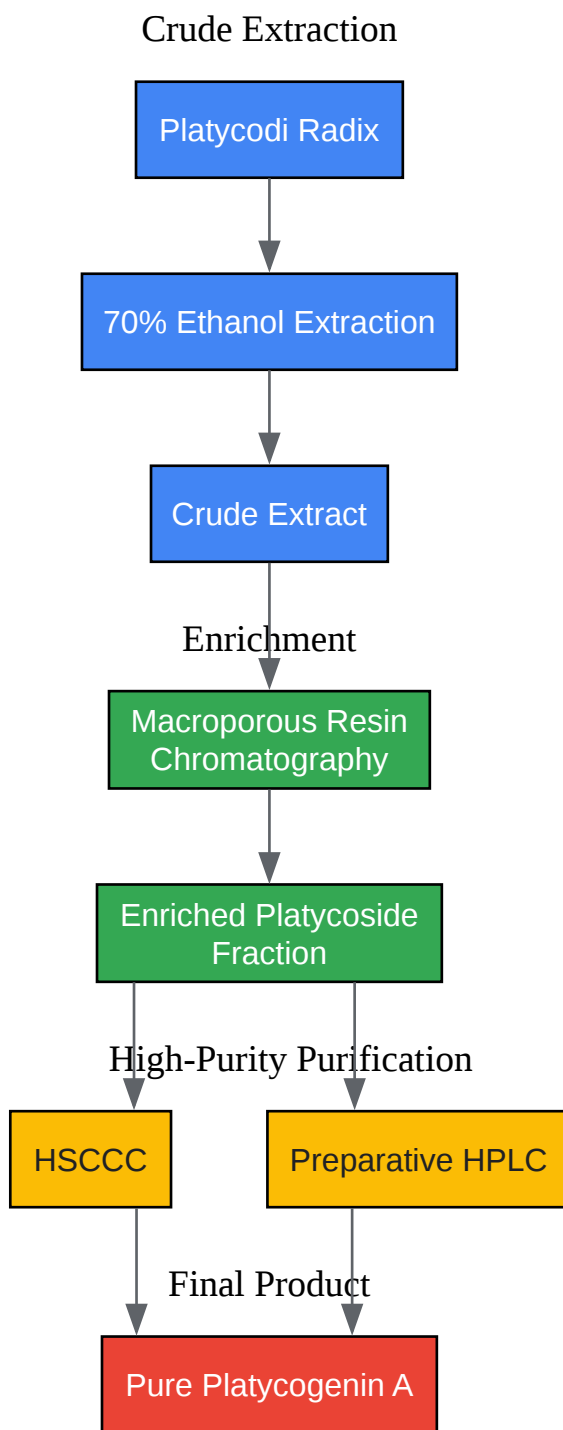 Crude Extraction
Platycodi Radix
70% Ethanol Extraction
Crude Extract
Enrichment
Macroporous Resin
Chromatography
Enriched Platycoside
Fraction
High-Purity Purification
HSCCC
Preparative HPLC
Final Product
Pure Platycogenin A